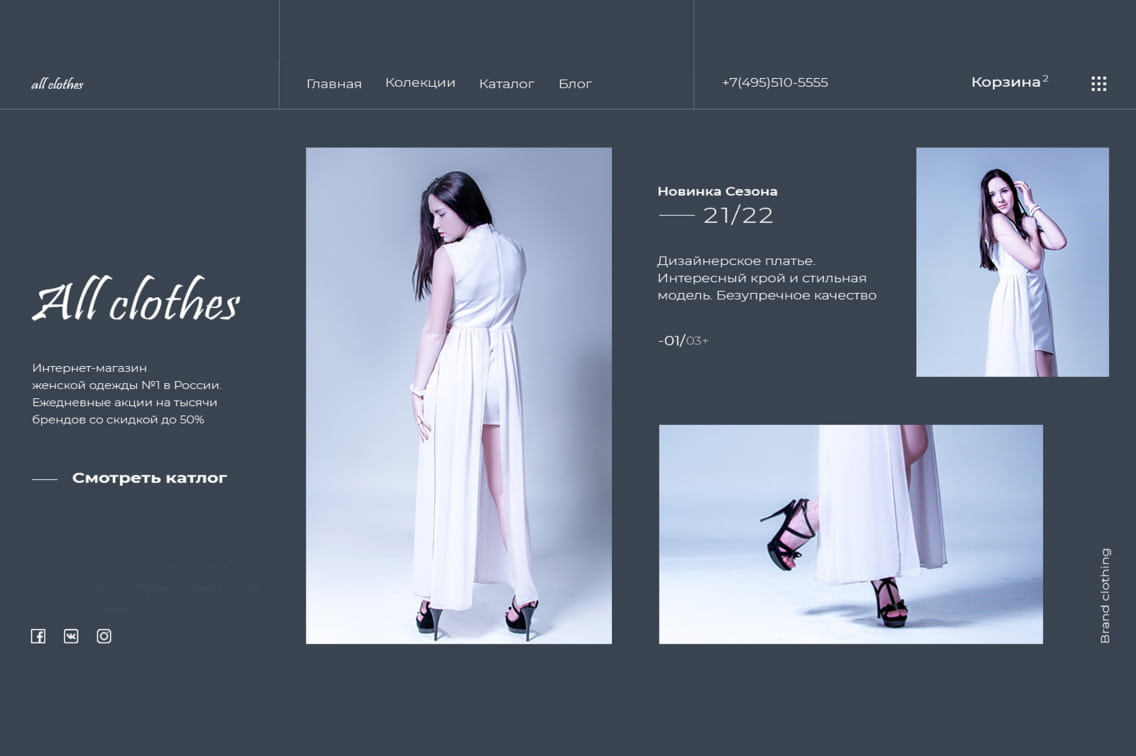 all clothes
Главная
Колекции
Каталог
Блог
+7(495)510-5555
Корзина 2
All clothes
Интернет-магазин
женской одежды №1 в России.
Ежедневные акции на тысячи
брендов со скидкой до 50%
Смотреть катлог
Новинка Сезона
21/22
Дизайнерское платье.
Интересный крой и стильная
модель. Безупречное качество
-01/03+
Brand clothing